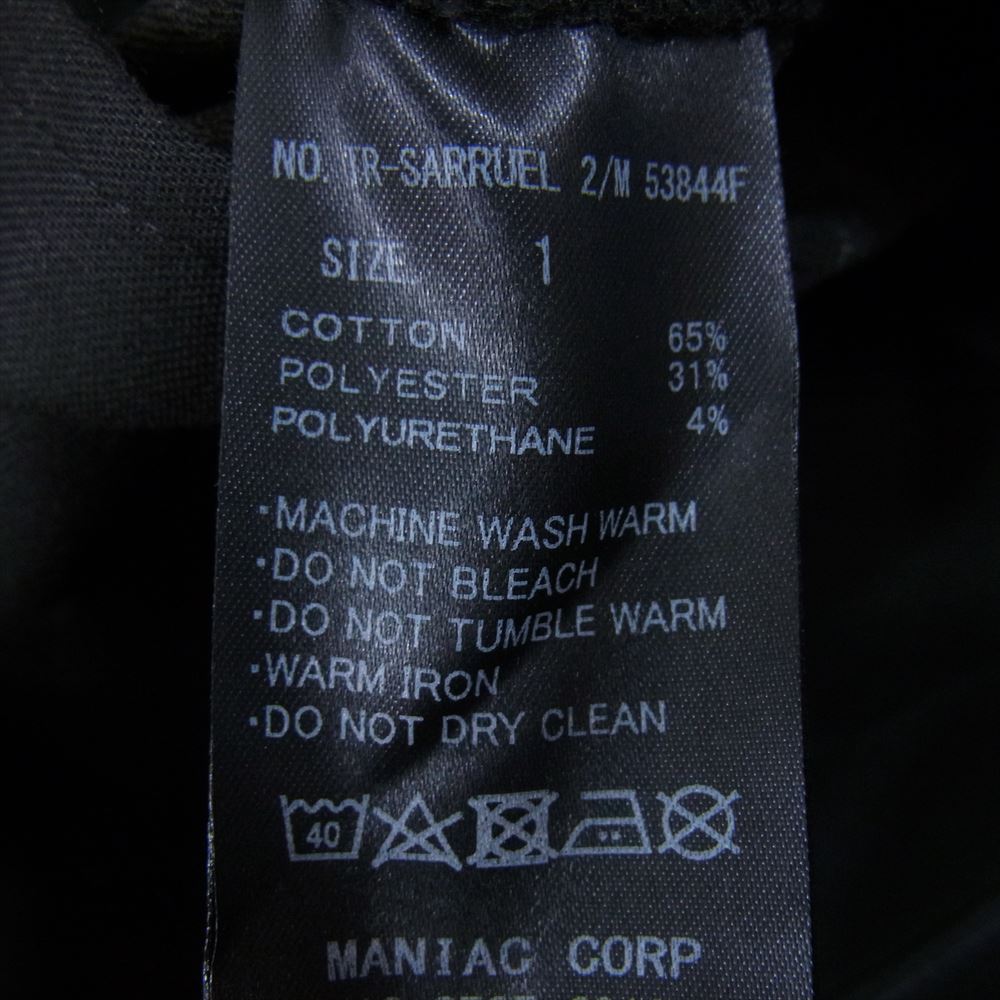 NO. TR-SARRUEL 2/M 53844F
SIZE 1
COTTON 65%
POLYESTER 31%
POLYURETHANE 4%
·MACHINE WASH WARM
·DO NOT BLEACH
·DO NOT TUMBLE WARM
·WARM IRON
·DO NOT DRY CLEAN
40
MANIAC CORP